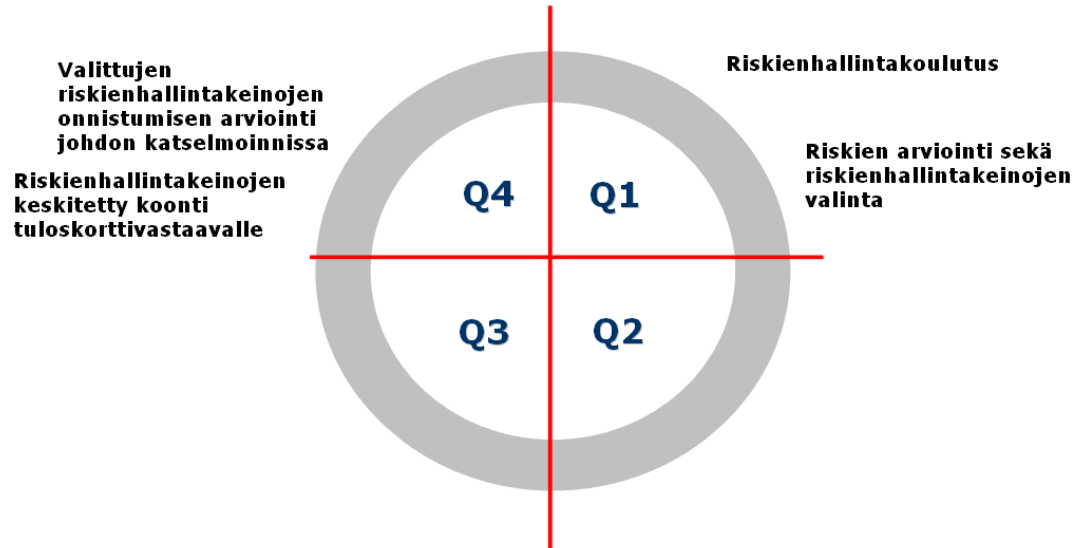 Valittujen
riskienhallintakeinojen
onnistumisen arviointi
johdon katselmoinnissa
Riskienhallintakeinojen
keskitetty koonti
tuloskorttivastaavalle
Riskienhallintakoulutus
Riskien arviointi sekä
riskienhallintakeinojen
valinta
Q4
Q1
Q3
Q2